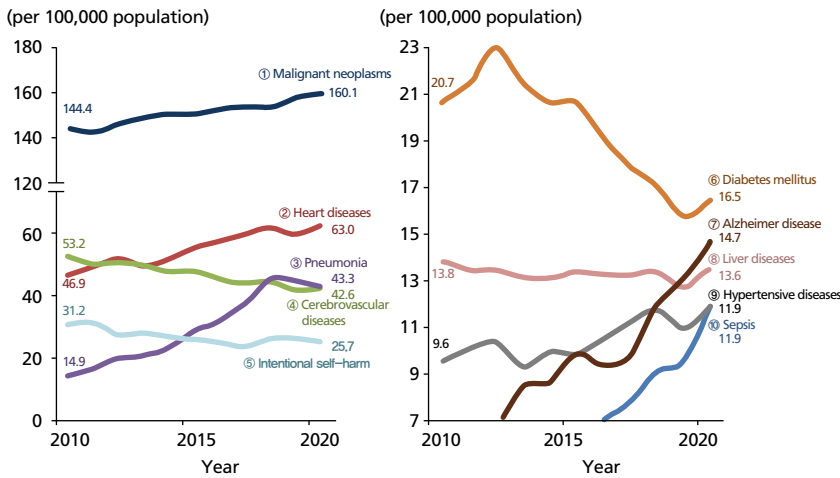 (per 100,000 population)
180
160
140
120
60
40
20
0
① Malignant neoplasms
160.1
144.4
② Heart diseases
63.0
53.2
46.9
③ Pneumonia
43.3
42.6
④ Cerebrovascular
diseases
31.2
25,7
⑤ Intentional self-harm
14.9
2010
2015
2020
Year
(per 100,000 population)
23
21
19
17
15
13
11
9
7
20.7
⑥ Diabetes mellitus
16.5
⑦ Alzheimer disease
14.7
⑧ Liver diseases
13.6
13.8
⑨ Hypertensive diseases
11.9
⑩ Sepsis
11.9
9.6
2010
2015
2020
Year